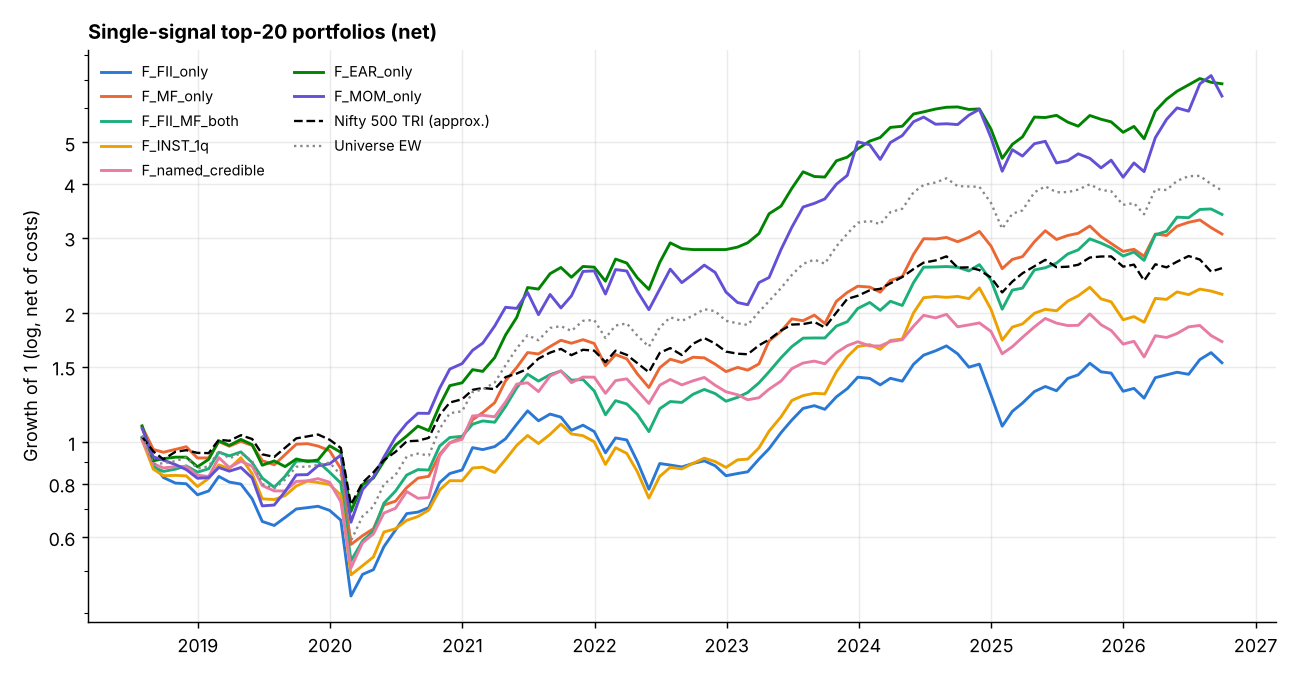 Single-signal top-20 portfolios (net)
F_FII_only
F_MF_only
F_FII_MF_both
F_INST_1q
F_named_credible
F_EAR_only
F_MOM_only
Nifty 500 TRI (approx.)
Universe EW
Growth of 1 (log, net of costs)
5
4
3
2
1.5
1
0.8
0.6
2019
2020
2021
2022
2023
2024
2025
2026
2027